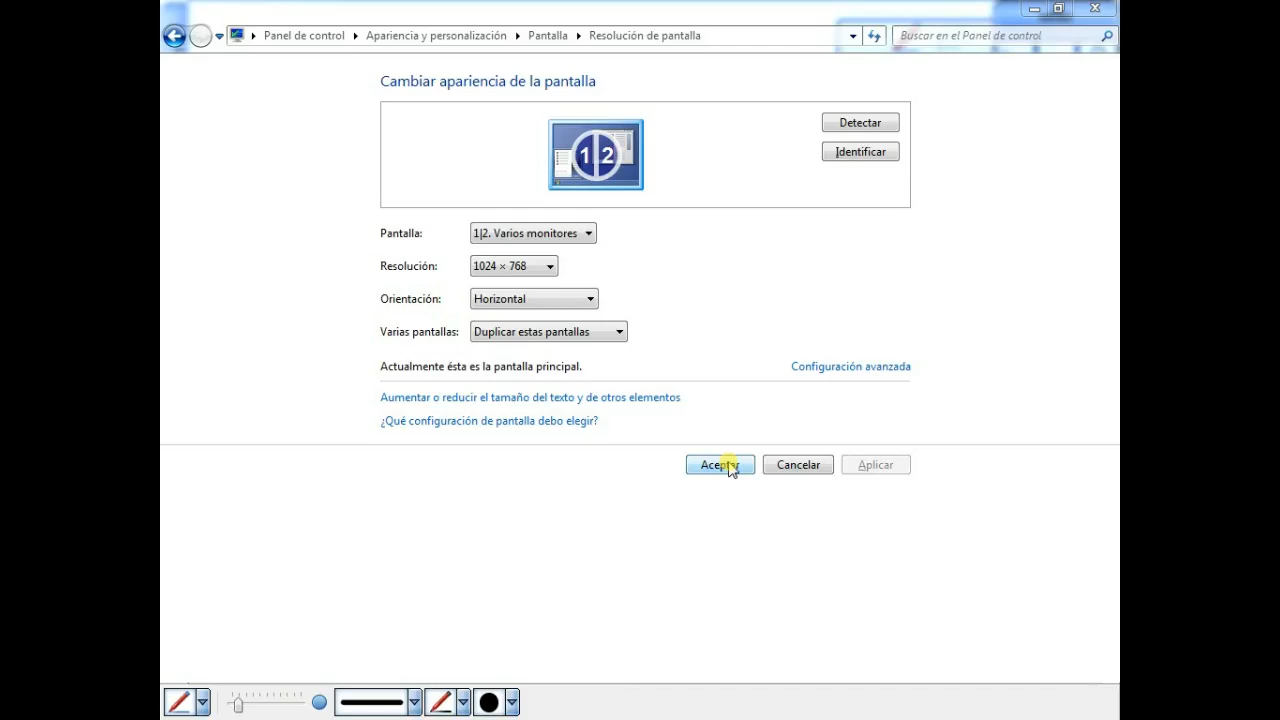 Panel de control
Apariencia y personalización
Pantalla
Resolución de pantalla
Buscar en el Panel de control
Cambiar apariencia de la pantalla
1 2
Detectar
Identificar
Pantalla: 1|2. Varios monitores
Resolución: 1024 × 768
Orientación: Horizontal
Varias pantallas: Duplicar estas pantallas
Actualmente ésta es la pantalla principal. Configuración avanzada
Aumentar o reducir el tamaño del texto y de otros elementos
¿Qué configuración de pantalla debo elegir?
Aceptar Cancelar Aplicar